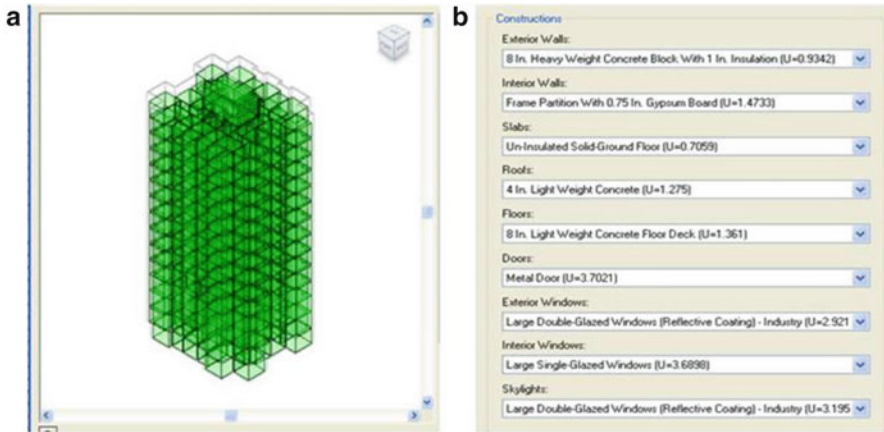 a
b
Constructions
Exterior Walls:
8 In. Heavy Weight Concrete Block With 1 In. Insulation (U=0.9342)
Interior Walls:
Frame Partition With 0.75 In. Gypsum Board (U=1.4733)
Slabs:
Un-Insulated Solid-Ground Floor (U=0.7059)
Roofs:
4 In. Light Weight Concrete (U=1.275)
Floors:
8 In. Light Weight Concrete Floor Deck (U=1.361)
Doors:
Metal Door (U=3.7021)
Exterior Windows:
Large Double-Glazed Windows (Reflective Coating) - Industry (U=2.921
Interior Windows:
Large Single-Glazed Windows (U=3.6898)
Skylights:
Large Double-Glazed Windows (Reflective Coating) - Industry (U=3.195